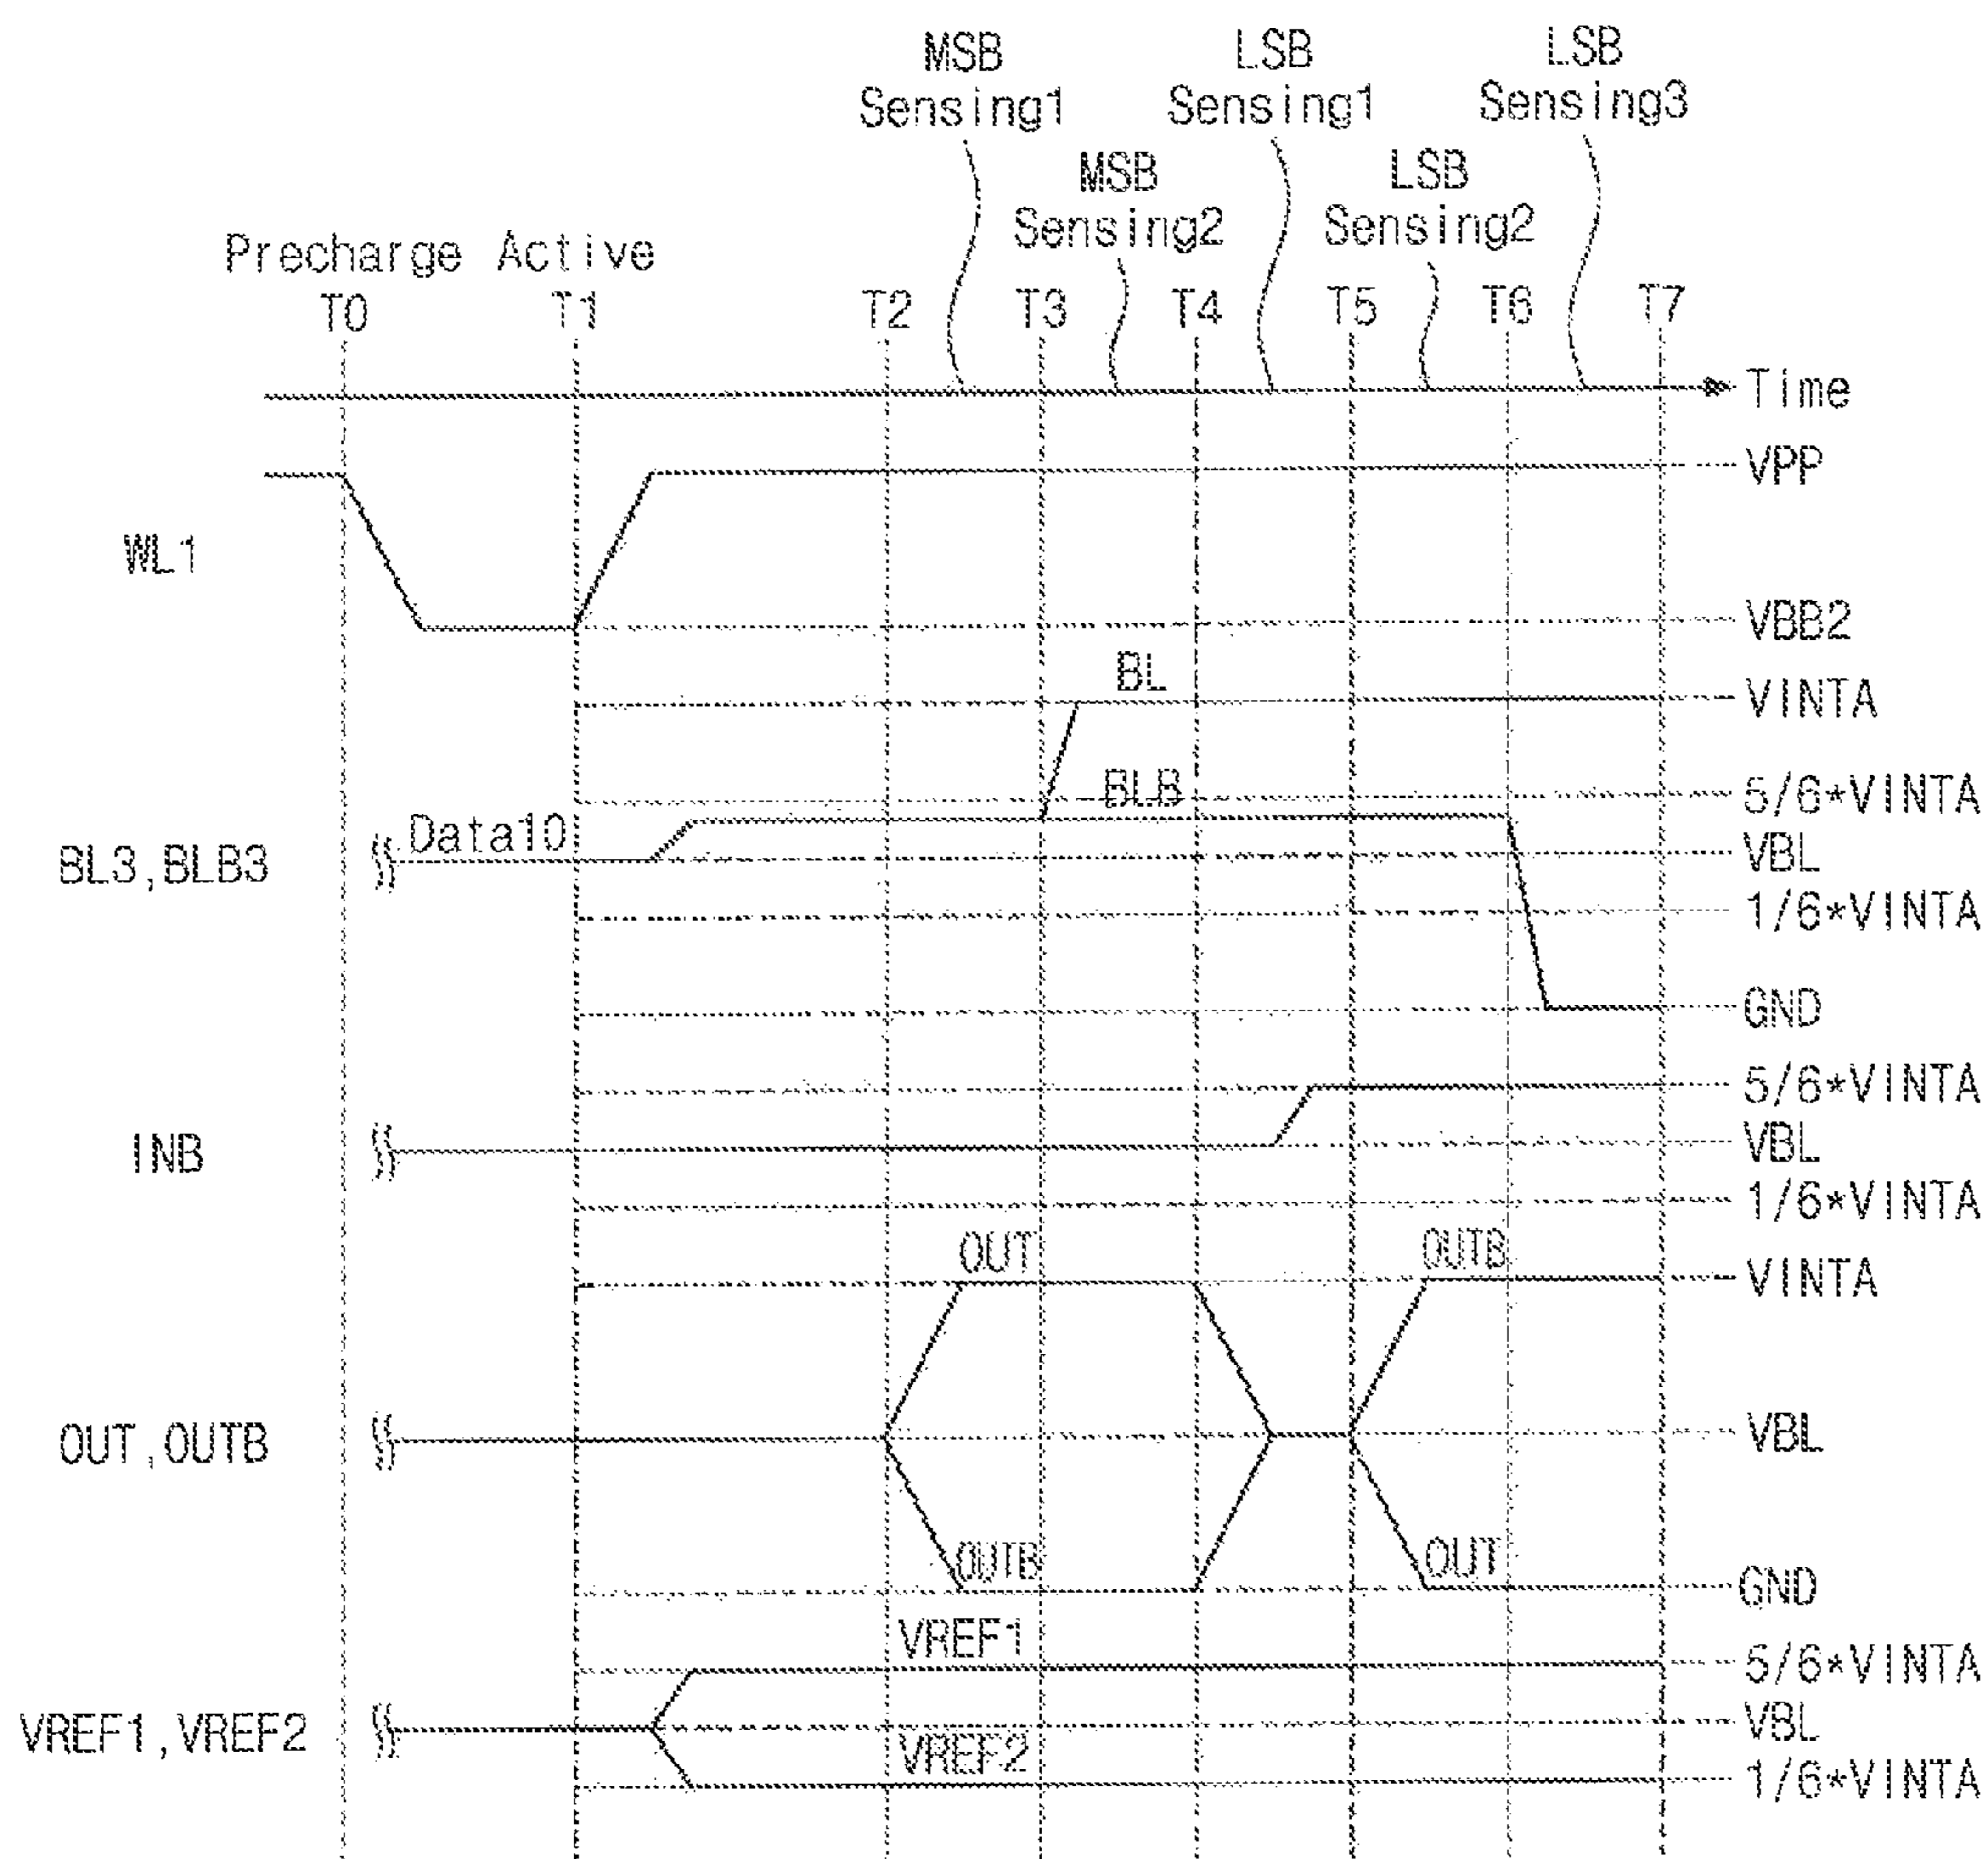 MSB
Sensing1
LSB
Sensing1
LSB
Sensing3
MSB
Sensing2
LSB
Sensing2
Precharge Active
T0 T1 T2 T3 T4 T5 T6 T7
Time
VPP
WL1
VBB2
BL
VINTA
BLB
5/6*VINTA
Data10
BL3,BLB3
VBL
1/6*VINTA
GND
5/6*VINTA
INB
VBL
1/6*VINTA
OUT
OUTB
VINTA
OUT,OUTB
VBL
OUTB
OUT
GND
VREF1
5/6*VINTA
VREF1,VREF2
VBL
VREF2
1/6*VINTA